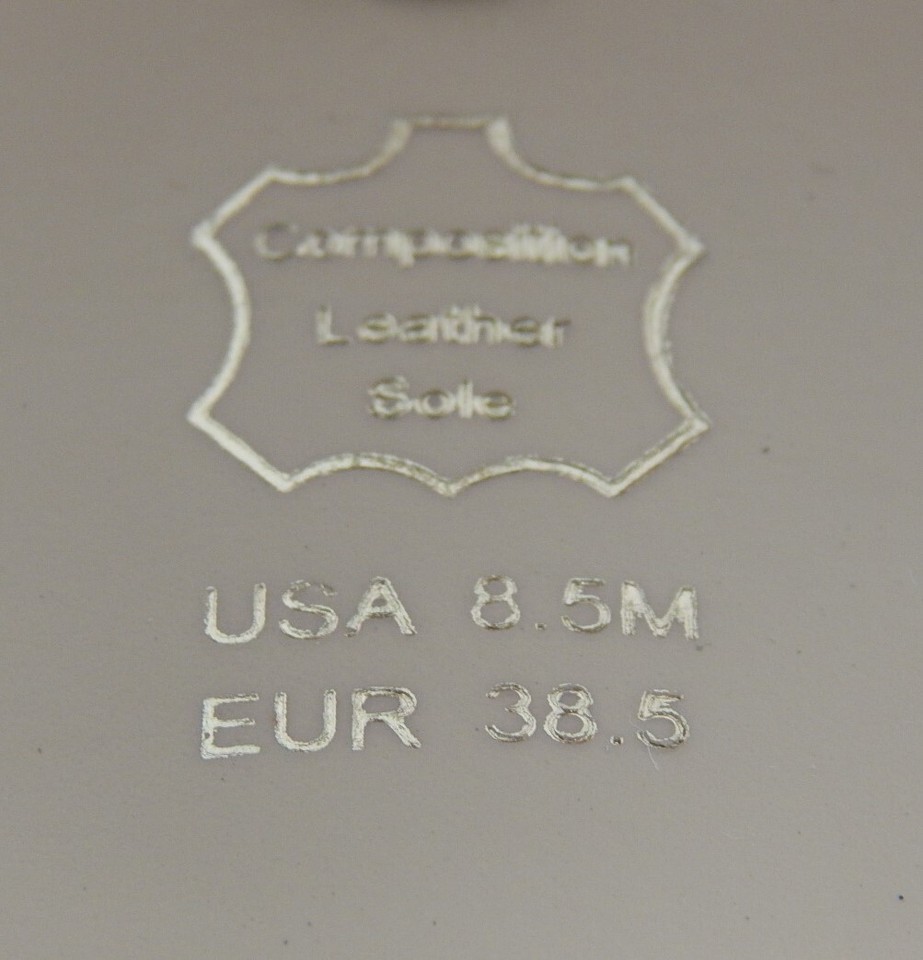 Composition
Leather
Sole
USA 8.5M
EUR 38.5